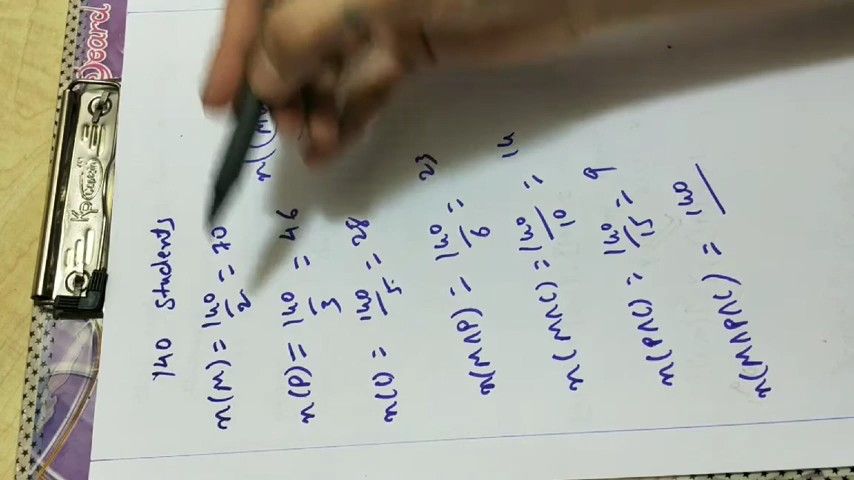 140 students
n(M) = 140/2 = 70
n(P) = 140/3 = 46
n(C) = 140/5 = 28
n(M∧P) = 140/6 = 23
n(M∧C) = 140/10 = 14
n(P∧C) = 140/15 = 9
n(M∧P∧C) = 140/
Board